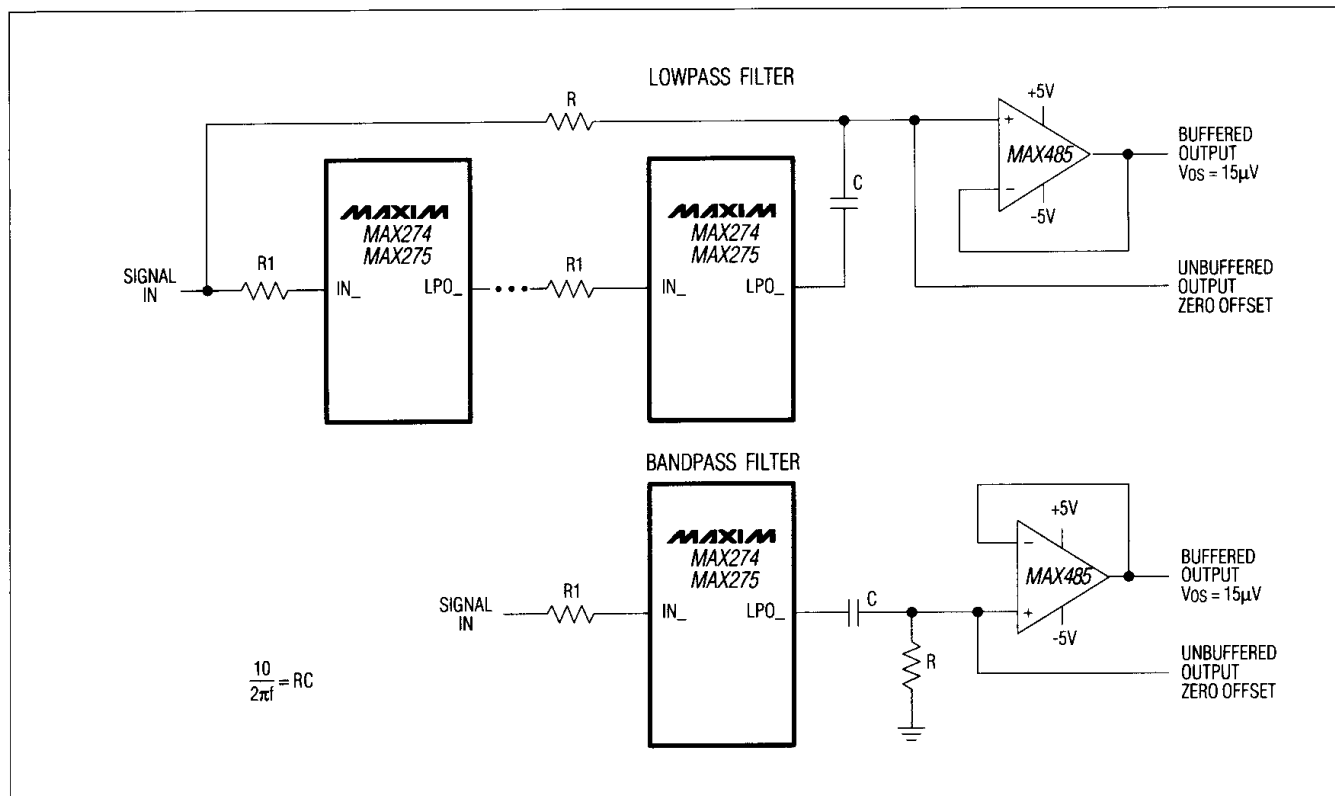 LOWPASS FILTER
R
+5V
+
MAX485
−
-5V
BUFFERED
OUTPUT
VOS = 15µV
C
MAXIM
MAX274
MAX275
MAXIM
MAX274
MAX275
SIGNAL
IN
R1
IN_
LPO_
R1
IN_
LPO_
UNBUFFERED
OUTPUT
ZERO OFFSET
BANDPASS FILTER
MAXIM
MAX274
MAX275
+5V
−
MAX485
+
-5V
BUFFERED
OUTPUT
VOS = 15µV
SIGNAL
IN
R1
IN_
LPO_
C
R
UNBUFFERED
OUTPUT
ZERO OFFSET
10
2πf
= RC